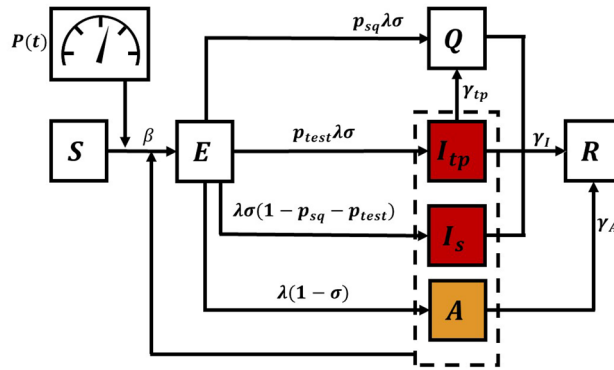 P(t)
p_{sq}λσ
Q
γ_{tp}
β
S
E
p_{test}λσ
I_{tp}
γ_I
R
λσ(1 - p_{sq} - p_{test})
I_s
γ_A
λ(1 - σ)
A